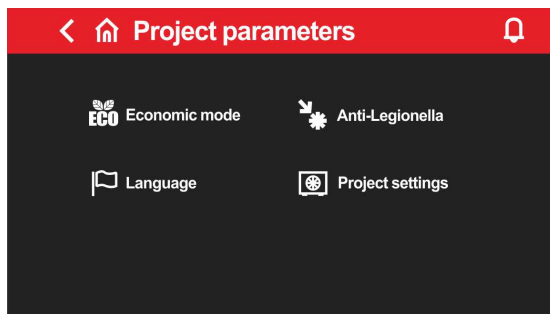 Project parameters
ECO Economic mode
Anti-Legionella
Language
Project settings